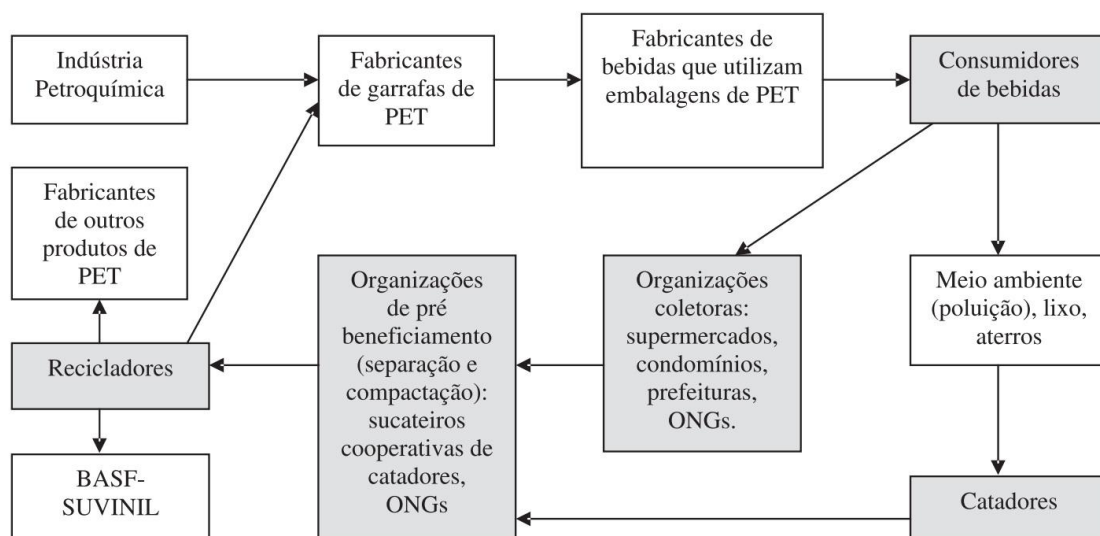 Indústria
Petroquímica
Fabricantes
de garrafas de
PET
Fabricantes de
bebidas que utilizam
embalagens de PET
Consumidores
de bebidas
Fabricantes
de outros
produtos de
PET
Organizações
de pré
beneficiamento
(separação e
compactação):
sucateiros
cooperativas de
catadores,
ONGs
Organizações
coletoras:
supermercados,
condomínios,
prefeituras,
ONGs.
Meio ambiente
(poluição), lixo,
aterros
Recicladores
BASF-
SUVINIL
Catadores